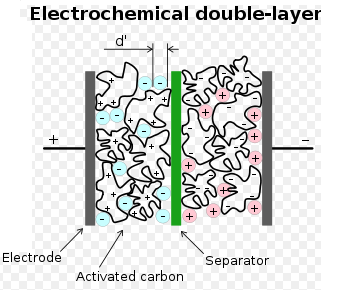 Electrochemical double-layer
d'
+ −
Electrode
Separator
Activated carbon